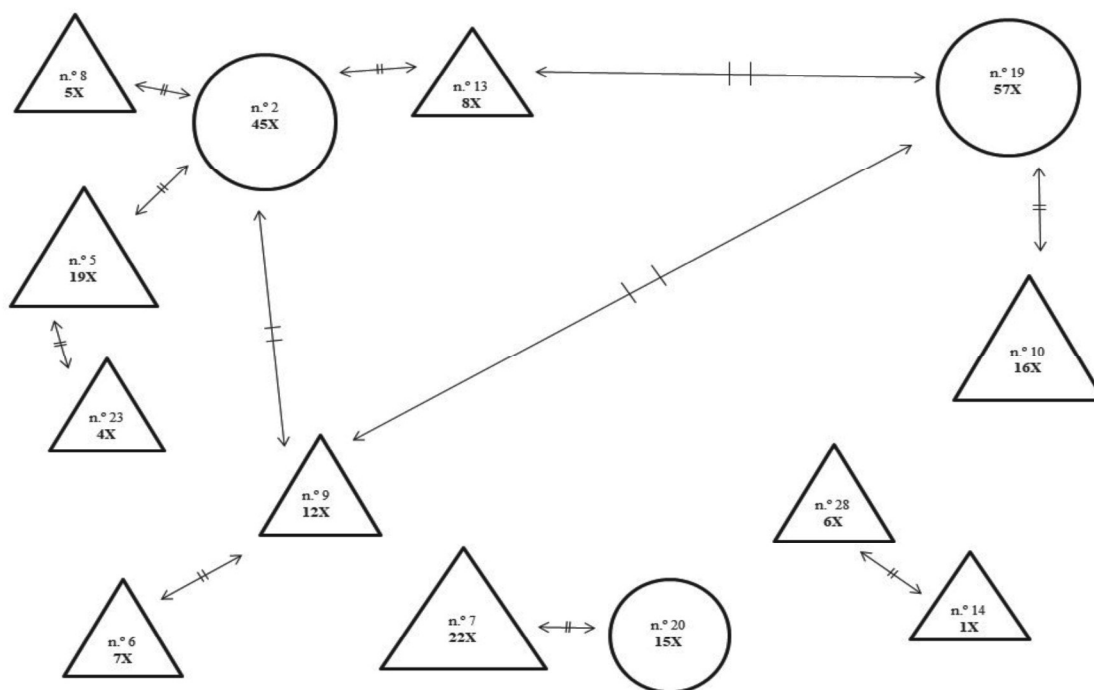 n.º 8
5X
n.º 2
45X
n.º 13
8X
n.º 19
57X
n.º 5
19X
n.º 10
16X
n.º 23
4X
n.º 9
12X
n.º 28
6X
n.º 6
7X
n.º 7
22X
n.º 20
15X
n.º 14
1X